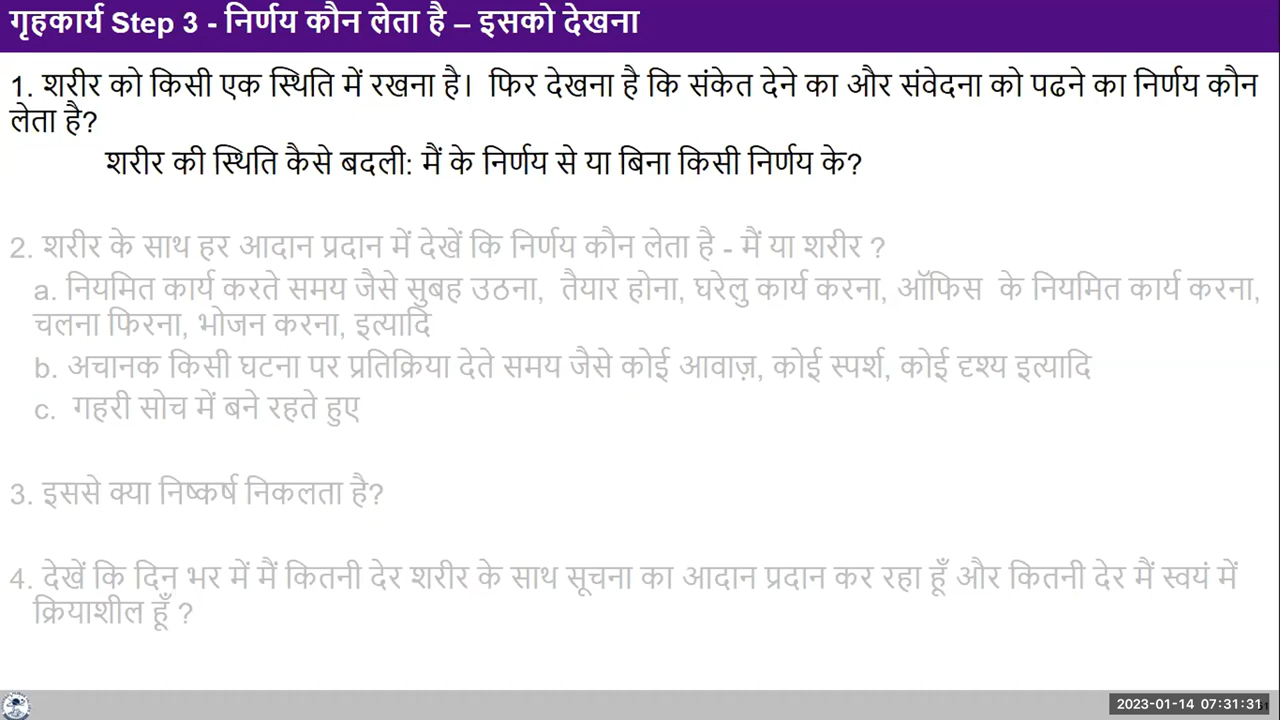 गृहकार्य Step 3 - निर्णय कौन लेता है – इसको देखना
1. शरीर को किसी एक स्थिति में रखना है। फिर देखना है कि संकेत देने का और संवेदना को पढने का निर्णय कौन
लेता है?
शरीर की स्थिति कैसे बदली: मैं के निर्णय से या बिना किसी निर्णय के?
2. शरीर के साथ हर आदान प्रदान में देखें कि निर्णय कौन लेता है - मैं या शरीर ?
a. नियमित कार्य करते समय जैसे सुबह उठना, तैयार होना, घरेलु कार्य करना, ऑफिस के नियमित कार्य करना,
चलना फिरना, भोजन करना, इत्यादि
b. अचानक किसी घटना पर प्रतिक्रिया देते समय जैसे कोई आवाज़, कोई स्पर्श, कोई दृश्य इत्यादि
c. गहरी सोच में बने रहते हुए
3. इससे क्या निष्कर्ष निकलता है?
4. देखें कि दिन भर में मैं कितनी देर शरीर के साथ सूचना का आदान प्रदान कर रहा हूँ और कितनी देर मैं स्वयं में
क्रियाशील हूँ ?
2023-01-14 07:31:31